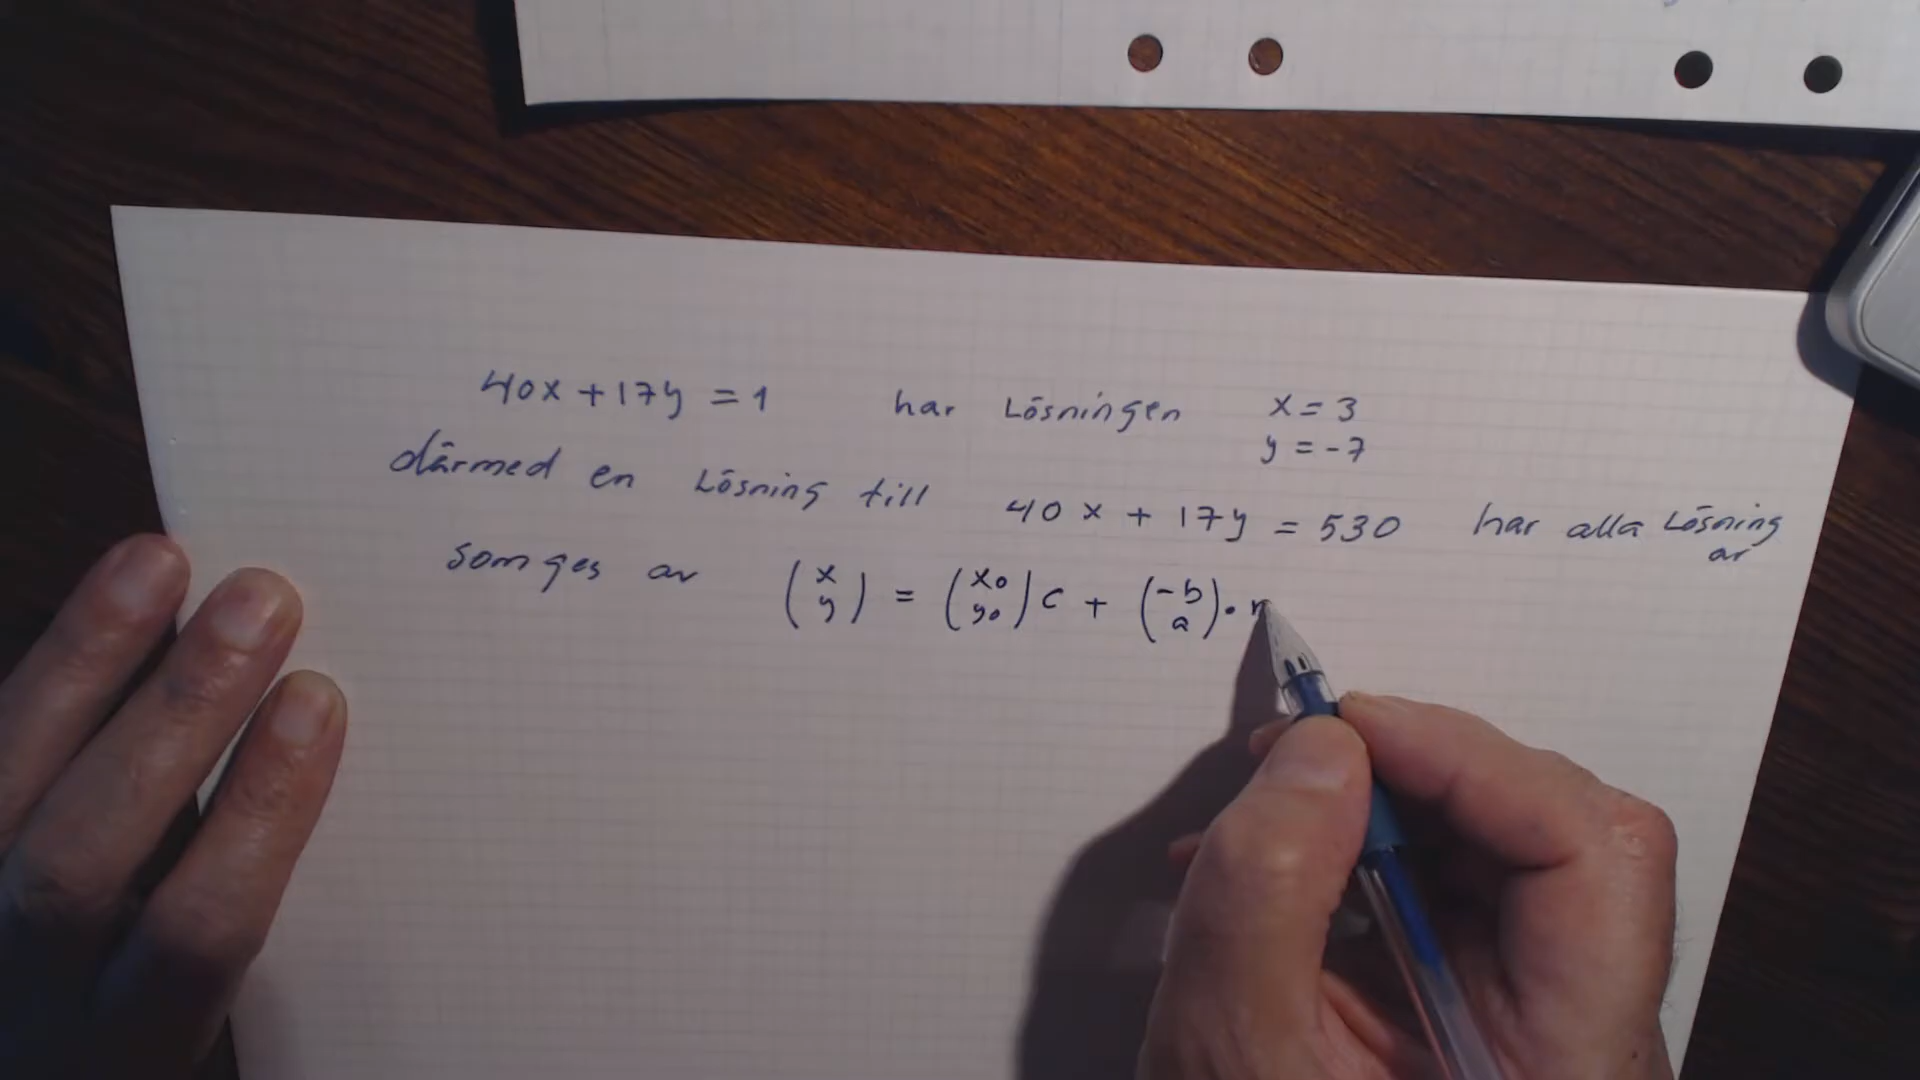 40x + 17y = 1 har Lösningen x = 3
y = -7
därmed en Lösning till 40x + 17y = 530 har alla Lösning
ar
som ges av (x y) = (x0 y0) c + (-b a) · n